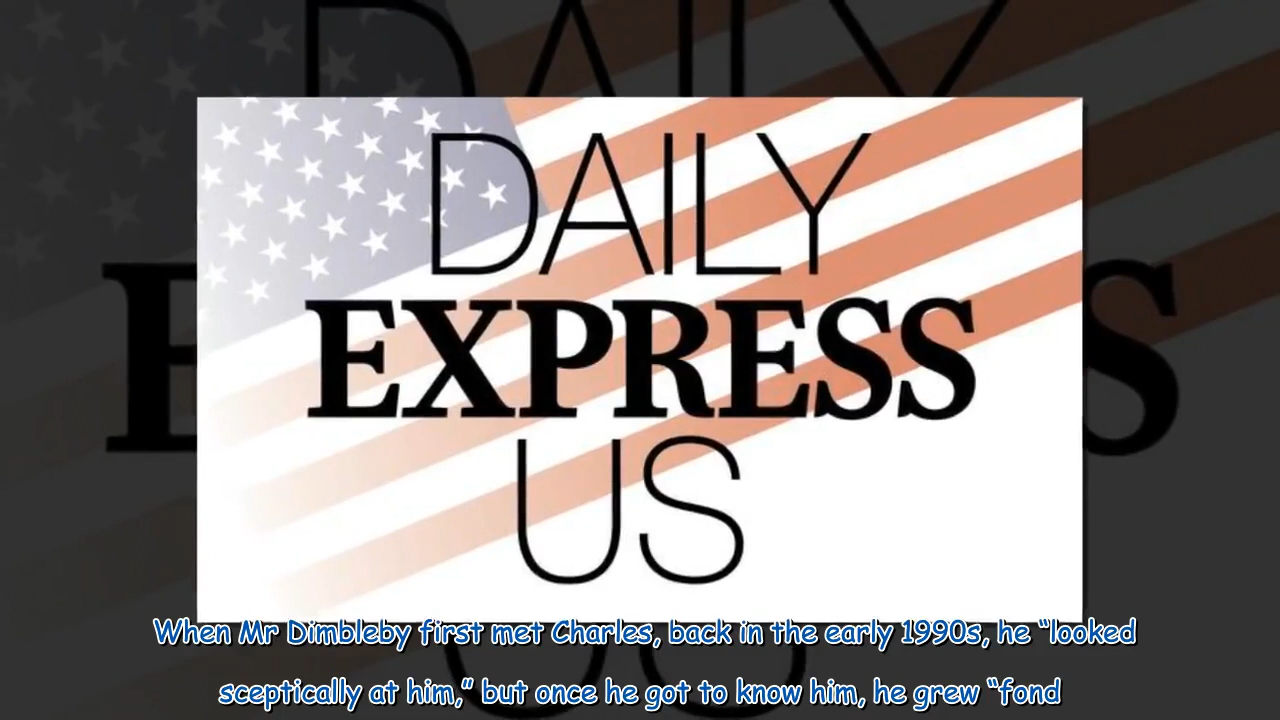 DAILY
EXPRESS
US
When Mr Dimbleby first met Charles, back in the early 1990s, he “looked
sceptically at him,” but once he got to know him, he grew “fond